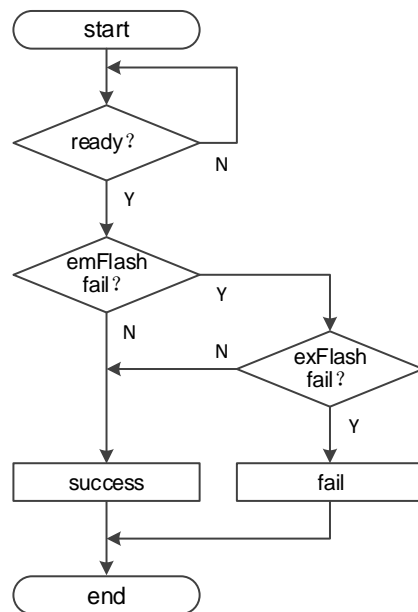 start
ready？
N
Y
emFlash
fail？
Y
N
N
exFlash
fail？
Y
success
fail
end